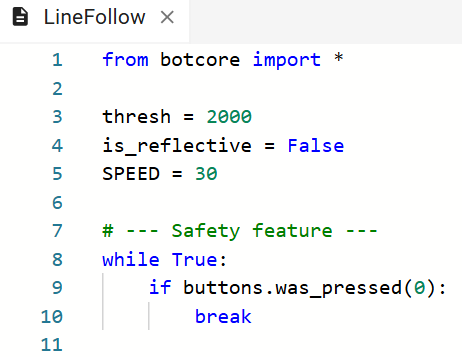 LineFollow ×
1 from botcore import *
2
3 thresh = 2000
4 is_reflective = False
5 SPEED = 30
6
7 # --- Safety feature ---
8 while True:
9     if buttons.was_pressed(0):
10         break
11